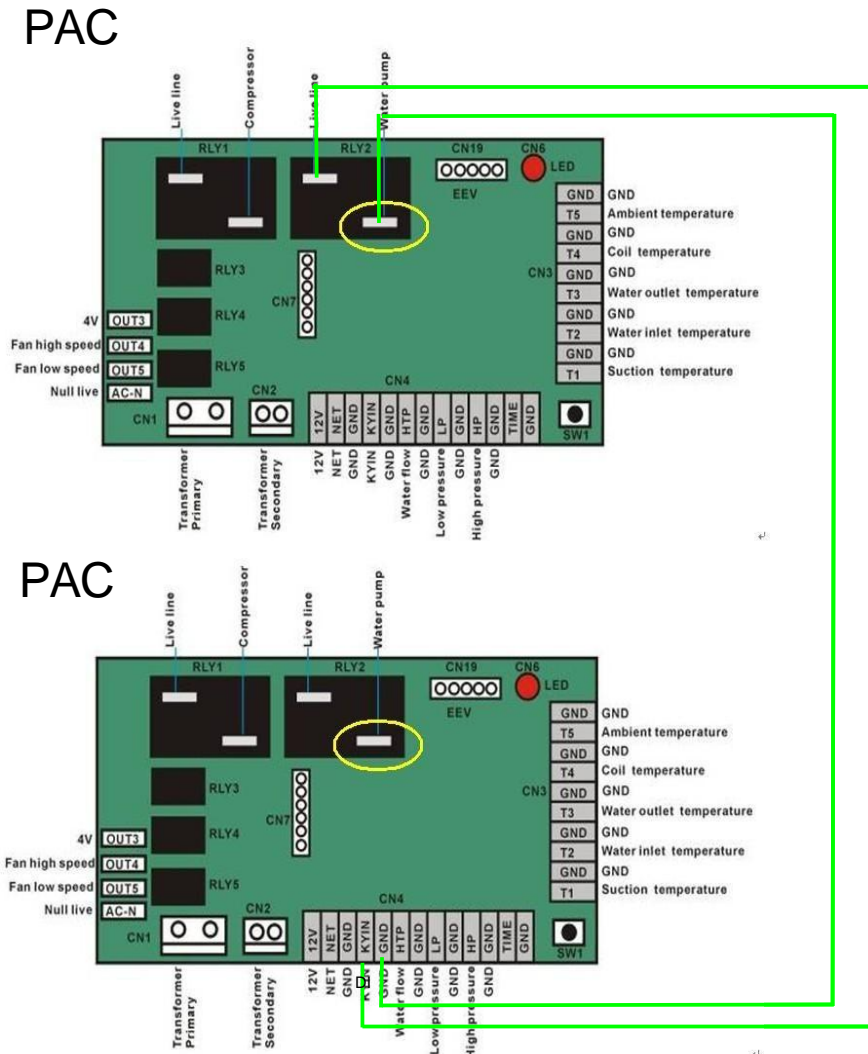 PAC
Live line
Compressor
Live line
Water pump
RLY1
RLY2
CN19
CN6
LED
EEV
GND GND
T5 Ambient temperature
GND GND
T4 Coil temperature
CN3 GND GND
T3 Water outlet temperature
GND GND
T2 Water inlet temperature
GND GND
T1 Suction temperature
RLY3
CN7
RLY4
RLY5
4V OUT3
Fan high speed OUT4
Fan low speed OUT5
Null live AC-N
CN1
CN2
CN4
12V NET GND KYIN GND HTP GND LP GND HP GND TIME GND
SW1
12V NET GND KYIN GND Water flow GND Low pressure GND High pressure GND
Transformer Primary
Transformer Secondary
PAC
Live line
Compressor
Live line
Water pump
RLY1
RLY2
CN19
CN6
LED
EEV
GND GND
T5 Ambient temperature
GND GND
T4 Coil temperature
CN3 GND GND
T3 Water outlet temperature
GND GND
T2 Water inlet temperature
GND GND
T1 Suction temperature
RLY3
CN7
RLY4
RLY5
4V OUT3
Fan high speed OUT4
Fan low speed OUT5
Null live AC-N
CN1
CN2
CN4
12V NET GND KYIN GND HTP GND LP GND HP GND TIME GND
SW1
12V NET GND DI GND Water flow GND Low pressure GND High pressure GND
Transformer Primary
Transformer Secondary